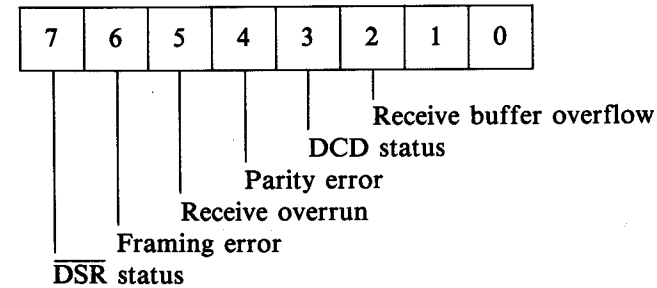 7 6 5 4 3 2 1 0
Receive buffer overflow
DCD status
Parity error
Receive overrun
Framing error
D̅S̅R̅ status